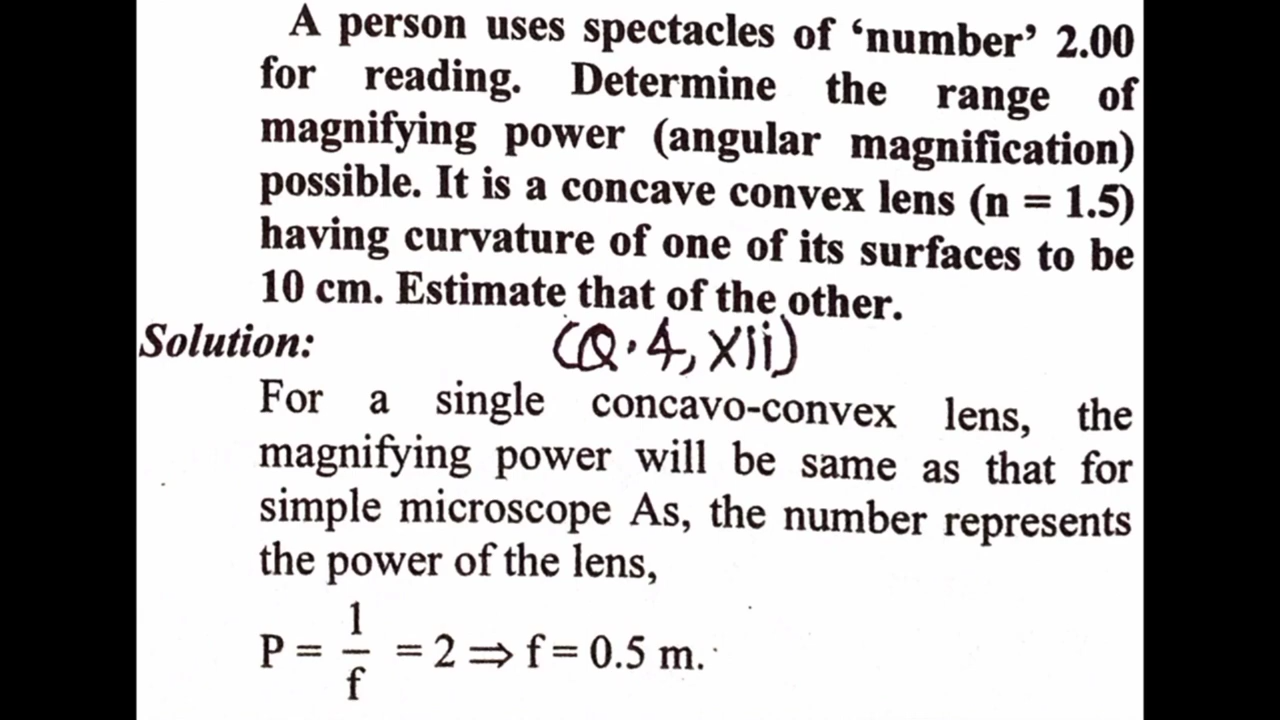 A person uses spectacles of ‘number’ 2.00
for reading. Determine the range of
magnifying power (angular magnification)
possible. It is a concave convex lens (n = 1.5)
having curvature of one of its surfaces to be
10 cm. Estimate that of the other.
Solution: (Q.4, xii)
For a single concavo-convex lens, the
magnifying power will be same as that for
simple microscope As, the number represents
the power of the lens,
P = 1/f = 2 ⇒ f = 0.5 m.